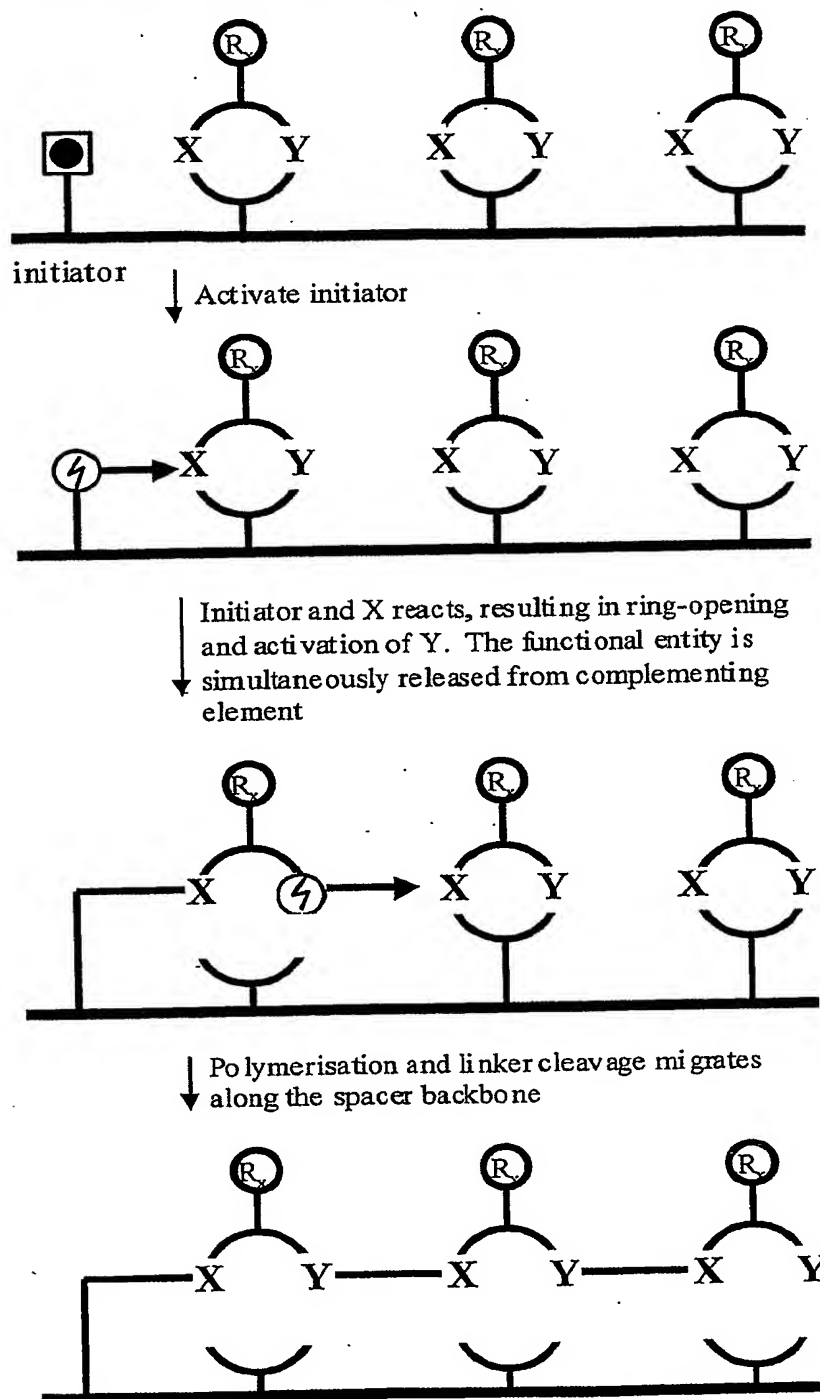 Rx Rx Rx
X Y X Y X Y
initiator
Activate initiator
Rx Rx Rx
X Y X Y X Y
Initiator and X reacts, resulting in ring-opening
and activation of Y. The functional entity is
simultaneously released from complementing
element
Rx Rx Rx
X X Y X Y
Polymerisation and linker cleavage migrates
along the spacer backbone
Rx Rx Rx
X Y X Y X Y